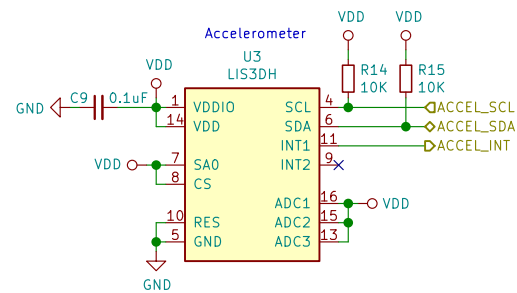 Accelerometer
VDD
VDD
U3
LIS3DH
VDD
R14
10K
R15
10K
C9
0.1uF
GND
1
VDDIO
SCL
4
ACCEL_SCL
14
VDD
SDA
6
ACCEL_SDA
INT1
11
ACCEL_INT
VDD
7
SA0
INT2
9
8
CS
ADC1
16
VDD
10
RES
ADC2
15
5
GND
ADC3
13
GND